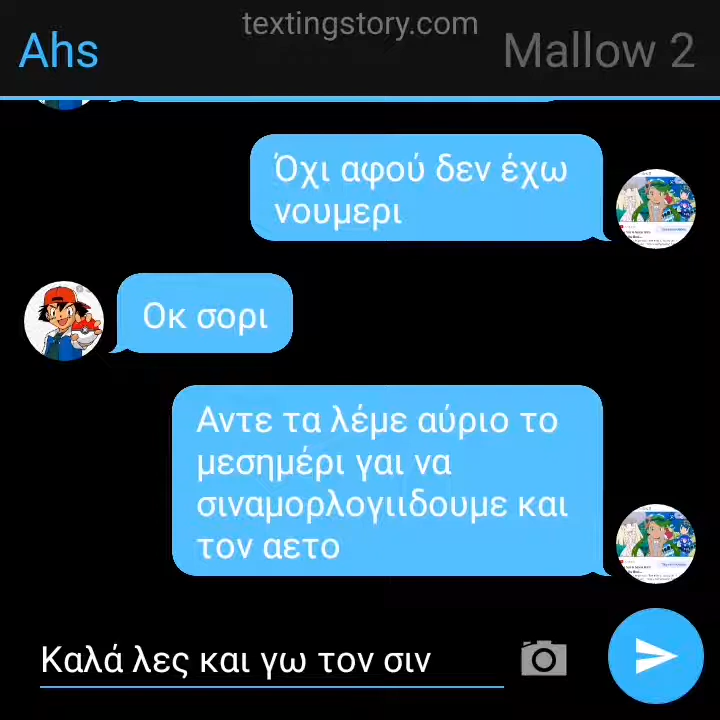 textingstory.com
Ahs
Mallow 2
Όχι αφού δεν έχω
νουμερι
Οκ σορι
Αντε τα λέμε αύριο το
μεσημέρι γαι να
σιναμορλογιιδουμε και
τον αετο
Καλά λες και γω τον σιν